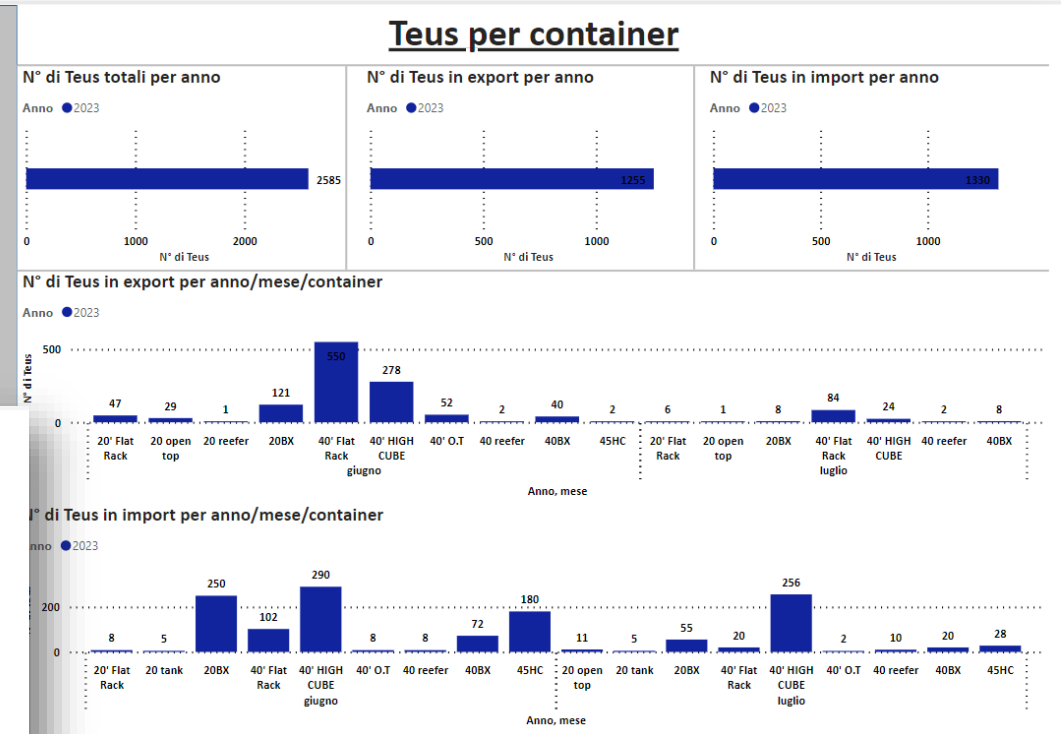 Teus per container
N° di Teus totali per anno
Anno 2023
2585
0 1000 2000
N° di Teus
N° di Teus in export per anno
Anno 2023
1255
0 500 1000
N° di Teus
N° di Teus in import per anno
Anno 2023
1330
0 500 1000
N° di Teus
N° di Teus in export per anno/mese/container
Anno 2023
N° di Teus
500
0
47 29 1 121 550 278 52 2 40 2 6 1 8 84 24 2 8
20' Flat 20 open 20 reefer 20BX 40' Flat 40' HIGH 40' O.T 40 reefer 40BX 45HC 20' Flat 20 open 20BX 40' Flat 40' HIGH 40 reefer 40BX
Rack top Rack CUBE Rack top Rack CUBE
giugno luglio
Anno, mese
° di Teus in import per anno/mese/container
nno 2023
200
0
8 5 250 102 290 8 8 72 180 11 5 55 20 256 2 10 20 28
20' Flat 20 tank 20BX 40' Flat 40' HIGH 40' O.T 40 reefer 40BX 45HC 20 open 20 tank 20BX 40' Flat 40' HIGH 40' O.T 40 reefer 40BX 45HC
Rack Rack CUBE top Rack CUBE
giugno luglio
Anno, mese